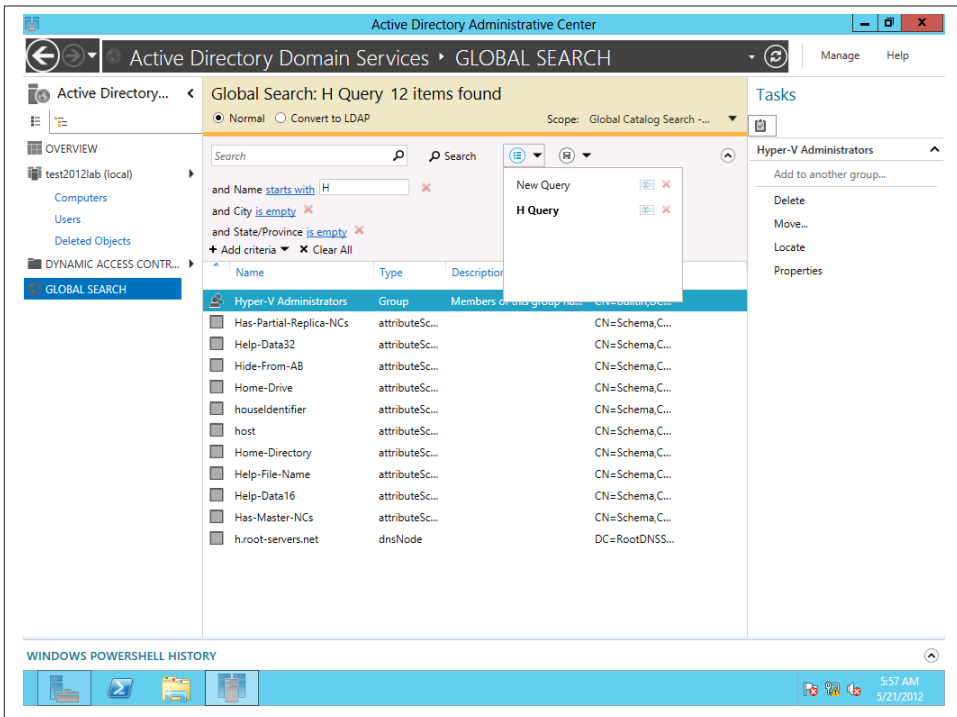 Active Directory Administrative Center
Active Directory Domain Services ‣ GLOBAL SEARCH
Manage Help
Active Directory...
OVERVIEW
test2012lab (local)
Computers
Users
Deleted Objects
DYNAMIC ACCESS CONTR...
GLOBAL SEARCH
Global Search: H Query 12 items found
Normal Convert to LDAP Scope: Global Catalog Search -...
Search Search
and Name starts with H
and City is empty
and State/Province is empty
Add criteria Clear All
New Query
H Query
Name Type Description
Hyper-V Administrators Group Members of this group ha... CN=Builtin,DC...
Has-Partial-Replica-NCs attributeSc... CN=Schema,C...
Help-Data32 attributeSc... CN=Schema,C...
Hide-From-AB attributeSc... CN=Schema,C...
Home-Drive attributeSc... CN=Schema,C...
houseIdentifier attributeSc... CN=Schema,C...
host attributeSc... CN=Schema,C...
Home-Directory attributeSc... CN=Schema,C...
Help-File-Name attributeSc... CN=Schema,C...
Help-Data16 attributeSc... CN=Schema,C...
Has-Master-NCs attributeSc... CN=Schema,C...
h.root-servers.net dnsNode DC=RootDNSS...
Tasks
Hyper-V Administrators
Add to another group...
Delete
Move...
Locate
Properties
WINDOWS POWERSHELL HISTORY
5:57 AM
5/21/2012